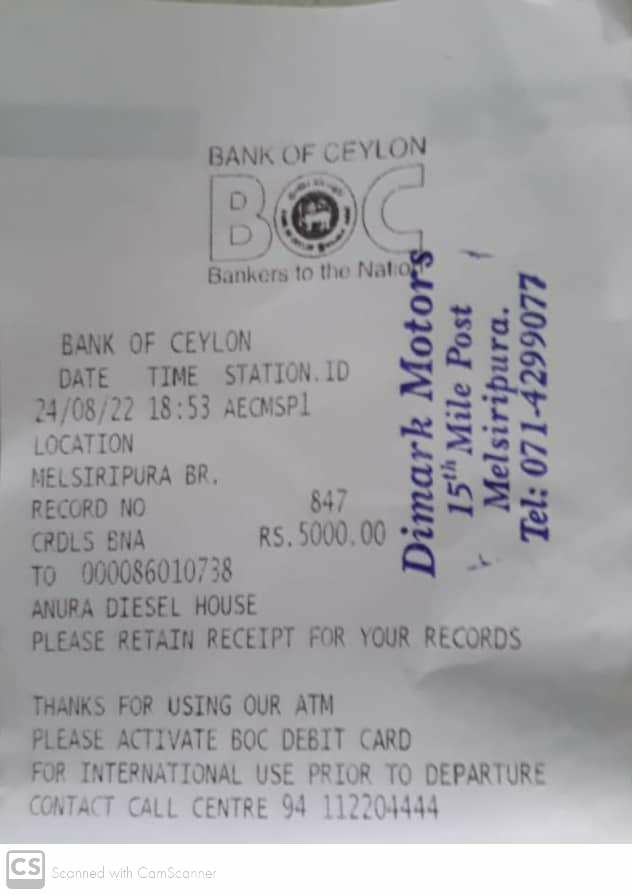 BANK OF CEYLON
BOC
Bankers to the Nation
BANK OF CEYLON
DATE TIME STATION.ID
24/08/22 18:53 AECMSP1
LOCATION
MELSIRIPURA BR.
RECORD NO 847
CRDLS BNA RS.5000.00
TO 000086010738
ANURA DIESEL HOUSE
PLEASE RETAIN RECEIPT FOR YOUR RECORDS
THANKS FOR USING OUR ATM
PLEASE ACTIVATE BOC DEBIT CARD
FOR INTERNATIONAL USE PRIOR TO DEPARTURE
CONTACT CALL CENTRE 94 112204444
Dimark Motors
15th Mile Post
Melsiripura.
Tel: 071-4299077
CS Scanned with CamScanner